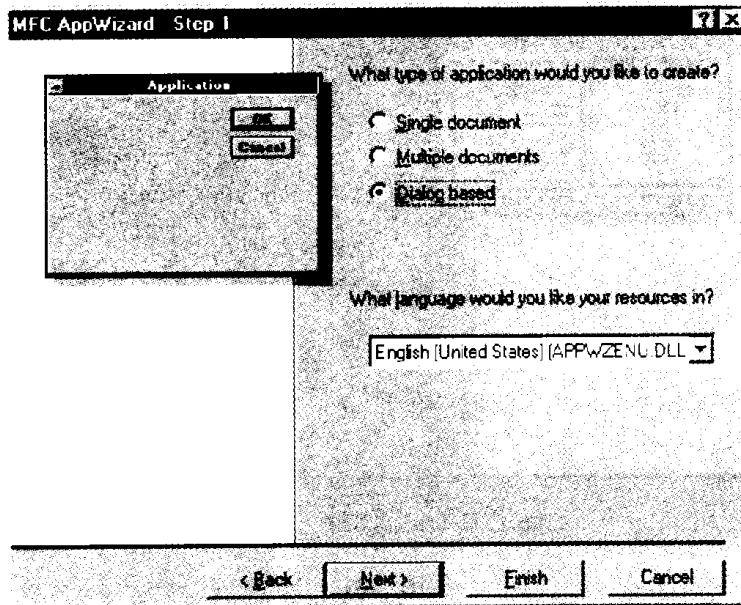 MFC AppWizard Step 1
? X
Application
OK
Cancel
What type of application would you like to create?
Single document
Multiple documents
Dialog based
What language would you like your resources in?
English [United States] (APPWZENU.DLL
< Back
Next >
Finish
Cancel